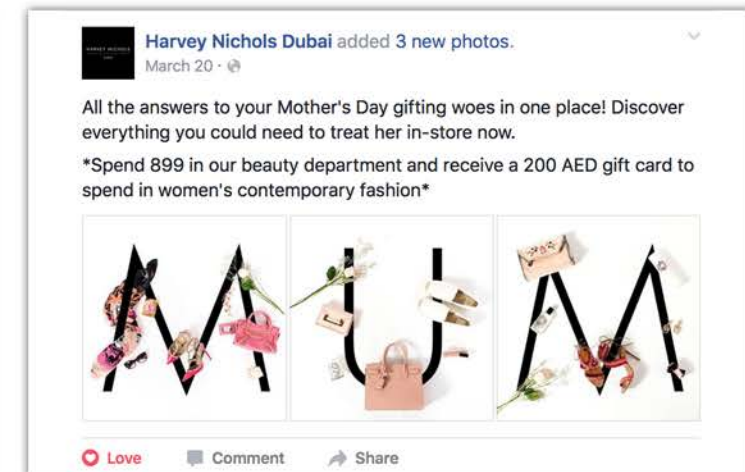 HARVEY NICHOLS
Harvey Nichols Dubai added 3 new photos.
March 20 ·
All the answers to your Mother's Day gifting woes in one place! Discover
everything you could need to treat her in-store now.
*Spend 899 in our beauty department and receive a 200 AED gift card to
spend in women's contemporary fashion*
M U M
Love Comment Share